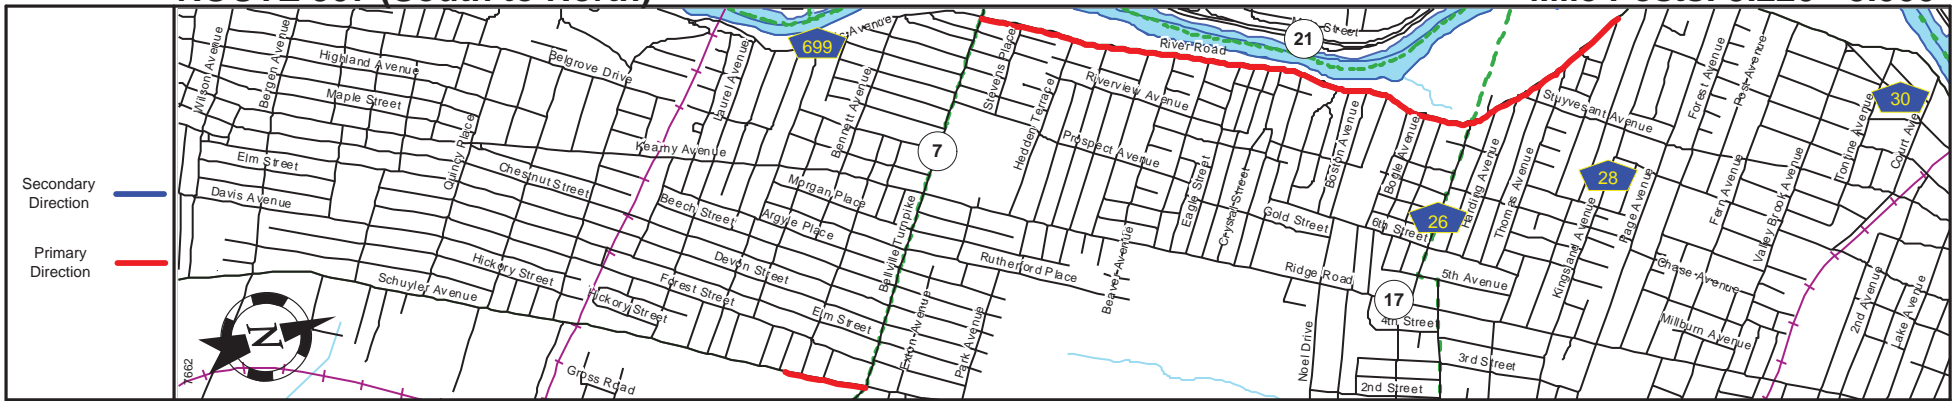 Secondary
Direction
Primary
Direction
Wilson Avenue
Bergen Avenue
Highland Avenue
Maple Street
Elm Street
Davis Avenue
Quincy Place
Belgrove Drive
Laurel Avenue
699
Kearny Avenue
Chestnut Street
Beech Street
Bennett Avenue
Morgan Place
Argyle Place
Devon Street
Forest Street
Elm Street
Hickory Street
Hickory Street
Schuyler Avenue
Gross Road
7662
N
7
Bellville Turnpike
Exton Avenue
Park Avenue
Stevens Place
Hedden Terrace
Rutherford Place
Beaver Avenue
River Road
21
Street
Riverview Avenue
Prospect Avenue
Eagle Street
Crystal Street
Gold Street
Boston Avenue
Bogle Avenue
6th Street
26
Ridge Road
17
5th Avenue
4th Street
3rd Street
2nd Street
Noel Drive
Harding Avenue
Thomas Avenue
Stuyvesant Avenue
28
Kingsland Avenue
Page Avenue
Forest Avenue
Post Avenue
Fern Avenue
Valley Brook Avenue
Chase Avenue
Millburn Avenue
Tontine Avenue
30
Court Ave
2nd Avenue
Lake Avenue